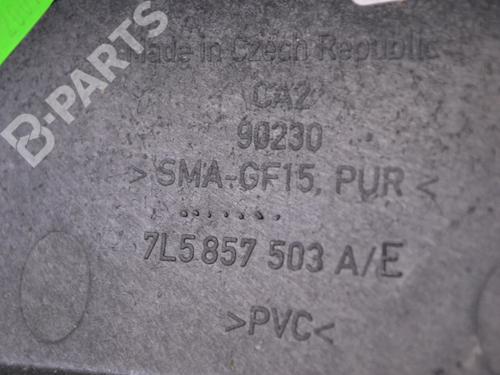 B-PARTS
Made in Czech Republic
CA2
90230
>SMA-GF15, PUR<
7L5 857 503 A/E
>PVC<